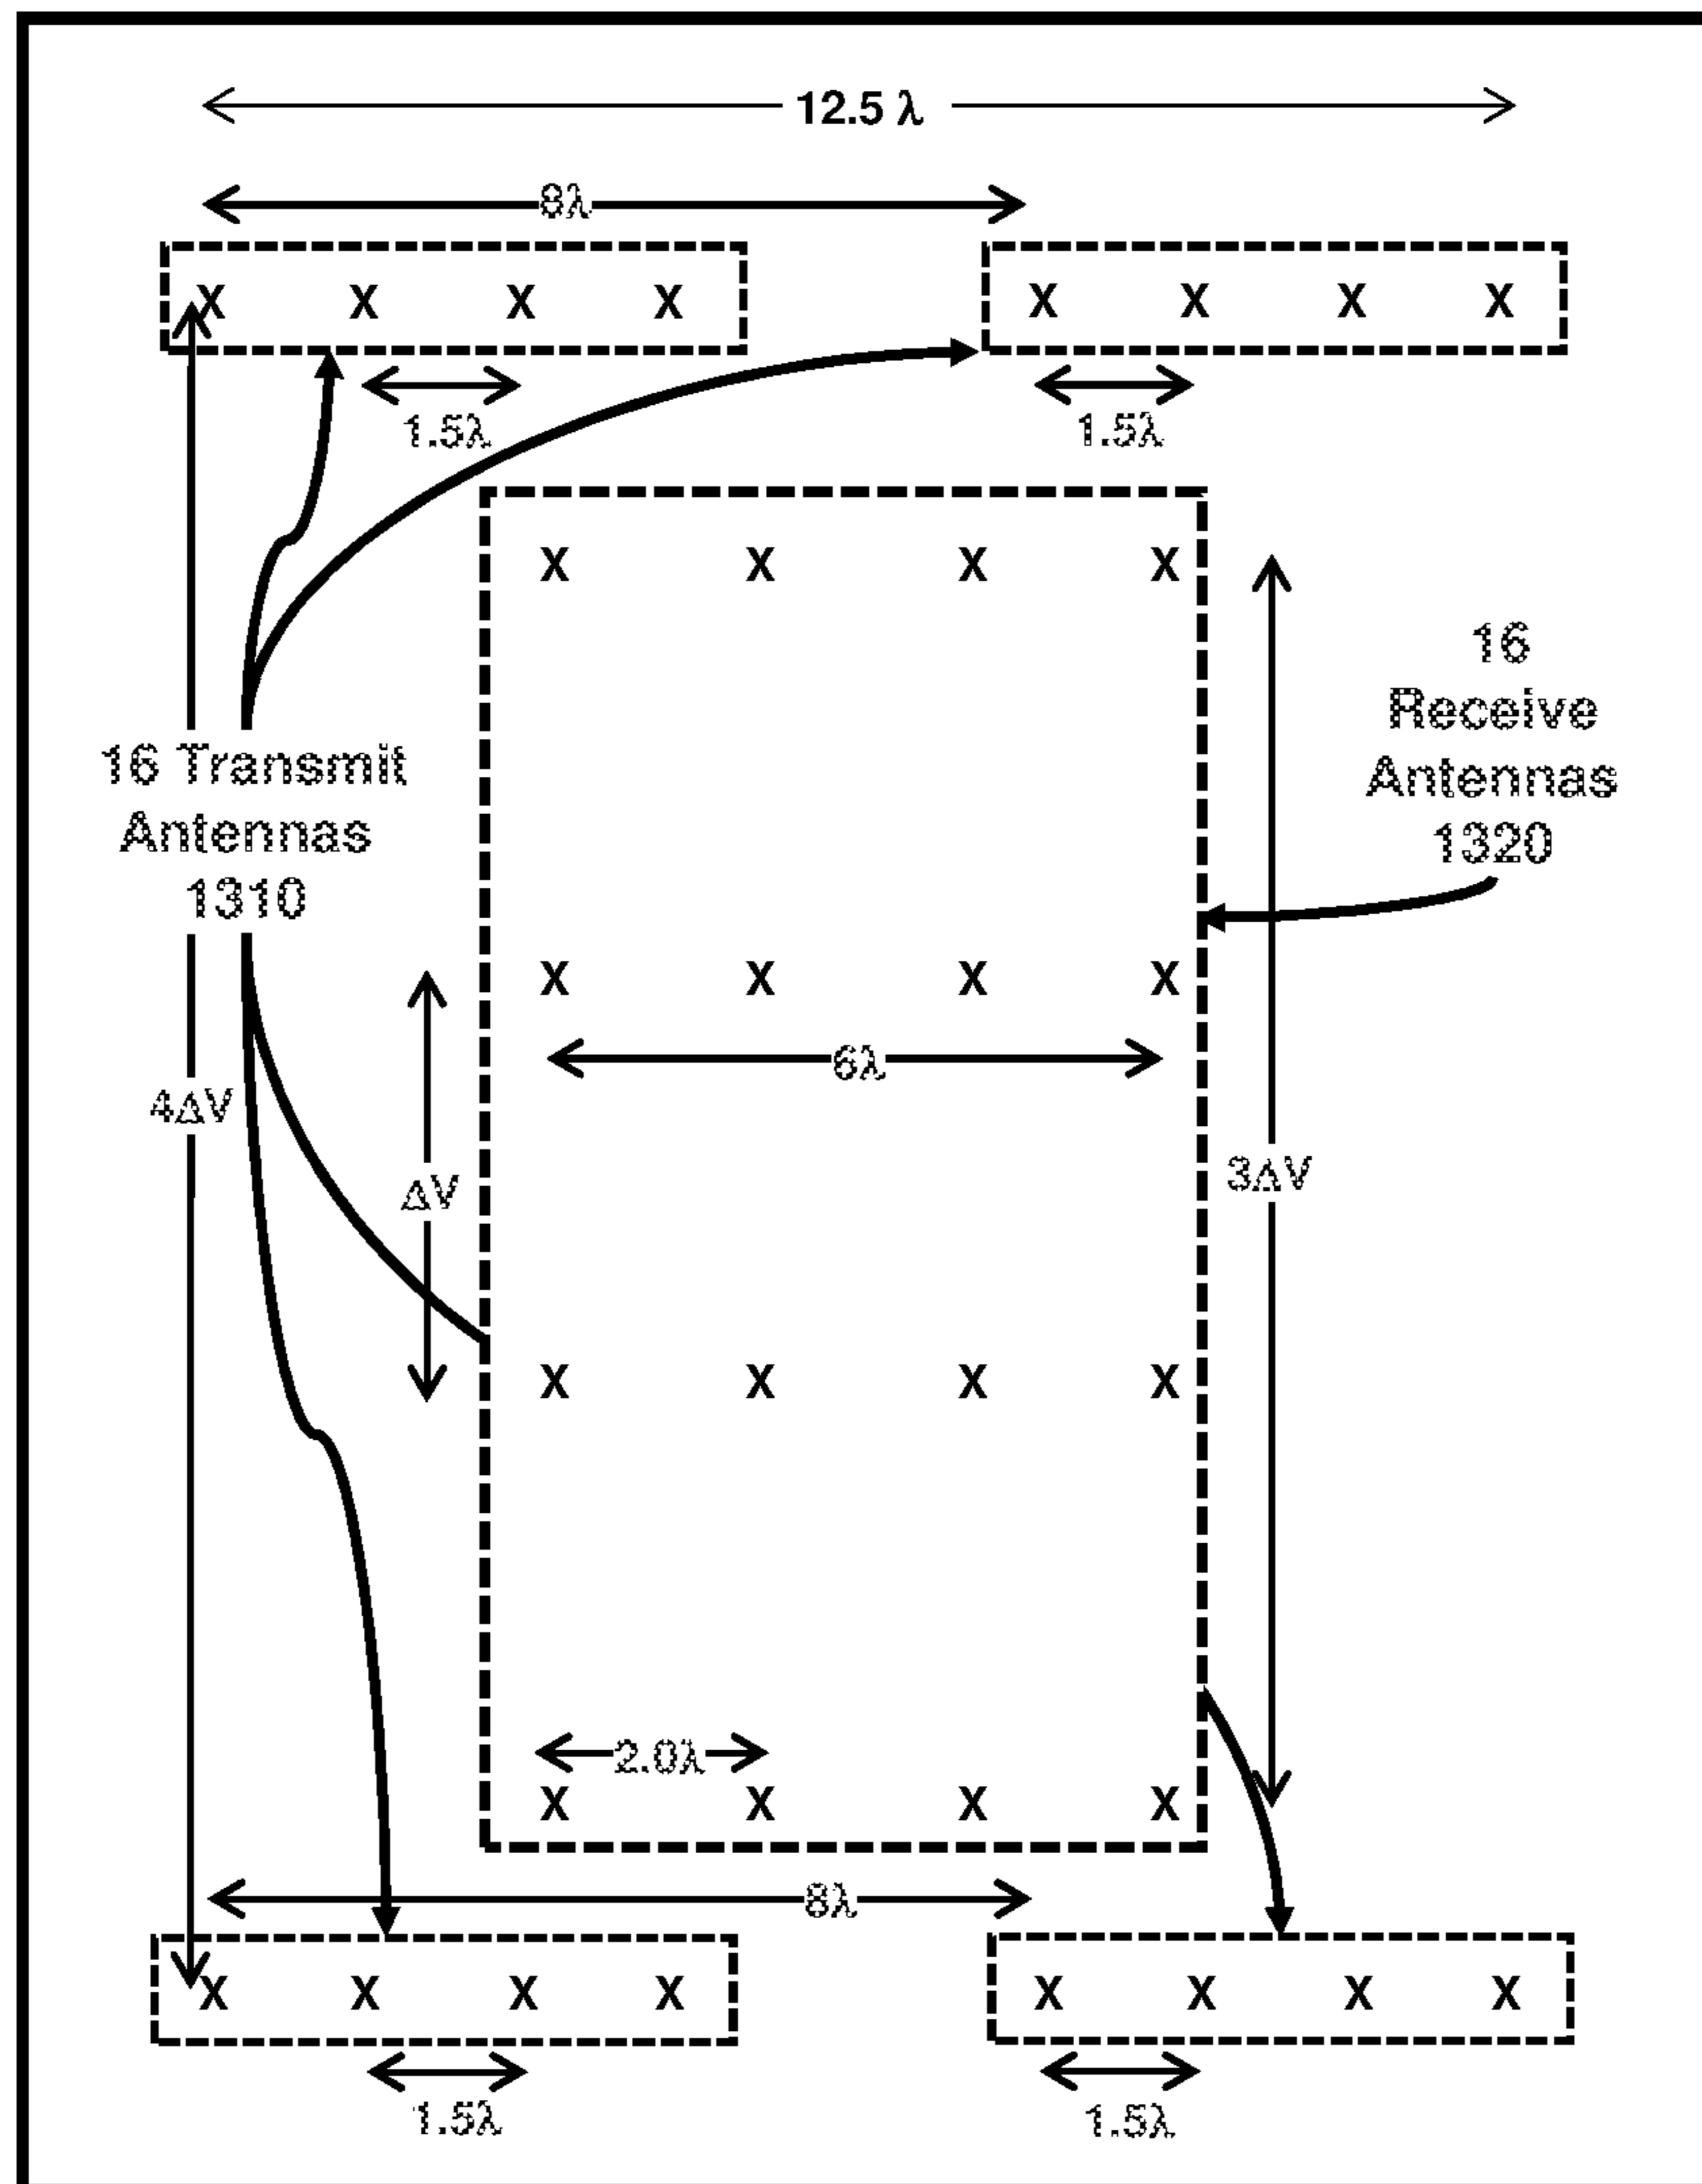 12.5 λ
8λ
X X X X X X X X
1.5λ 1.5λ
X X X X
16
Receive
Antennas
1320
16 Transmit
Antennas
1310
X X X X
6λ
4ΔV
ΔV
3ΔV
X X X X
2.0λ
X X X X
8λ
X X X X X X X X
1.5λ 1.5λ